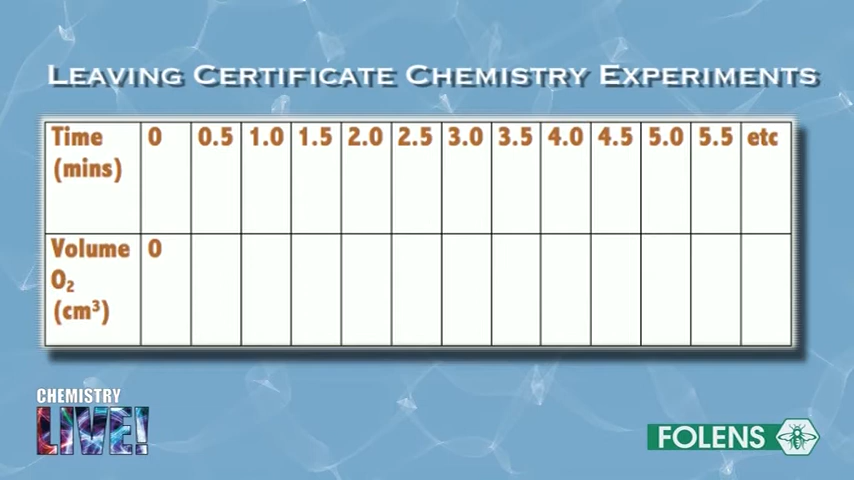 LEAVING CERTIFICATE CHEMISTRY EXPERIMENTS
Time (mins) 0 0.5 1.0 1.5 2.0 2.5 3.0 3.5 4.0 4.5 5.0 5.5 etc
Volume O₂ (cm³) 0
CHEMISTRY
LIVE!
FOLENS